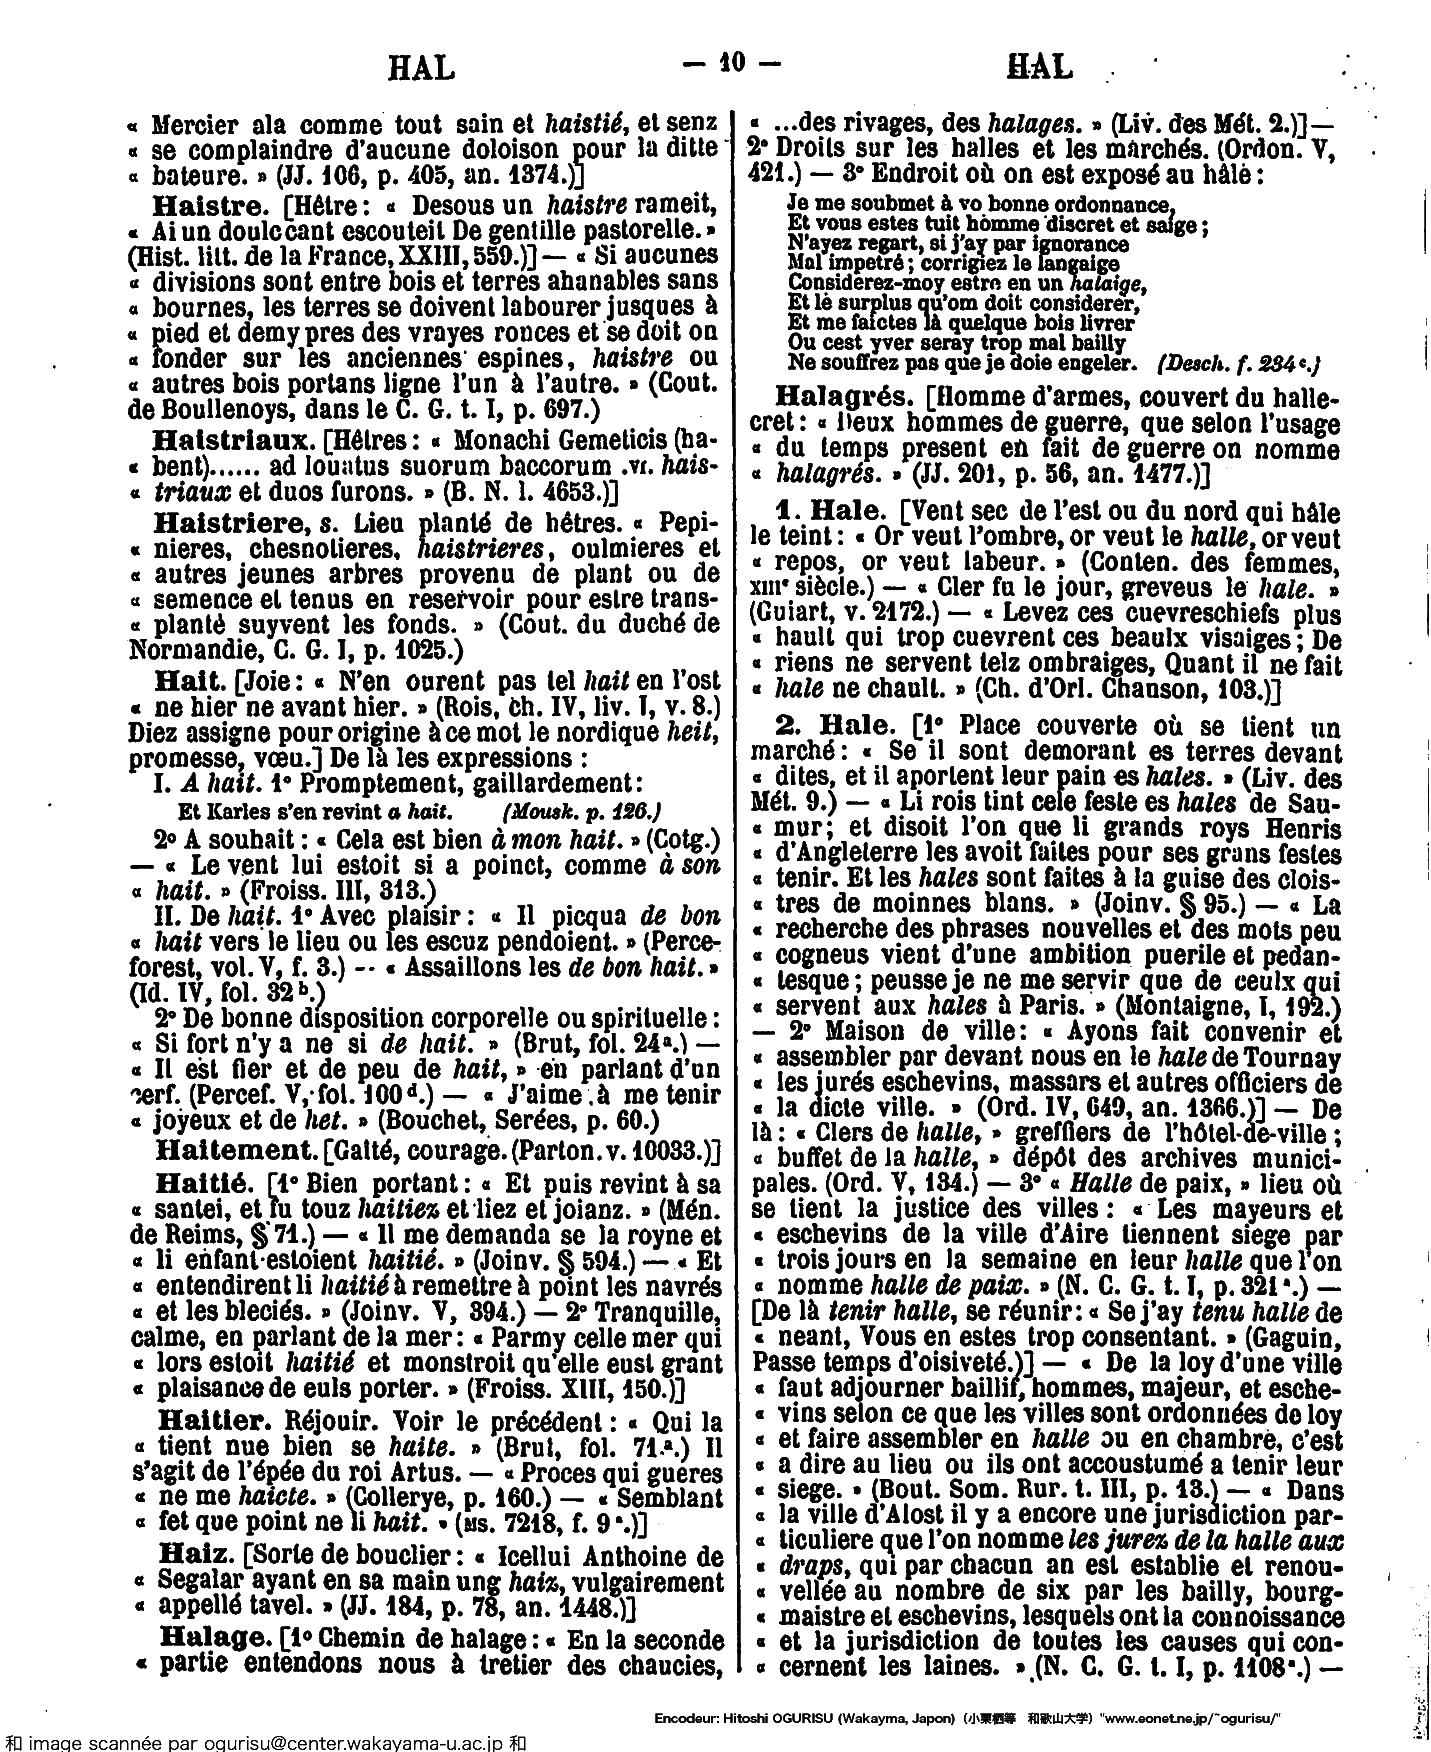 HAL — 10 — HAL
« Mercier ala comme tout sain et haistié, et senz
« se complaindre d'aucune doloison pour la ditte
« bateure. » (JJ. 106, p. 405, an. 1374.)]
Haistre. [Hêtre : « Desous un haistre rameit,
« Ai un doulc cant escouteit De gentille pastorelle. »
(Hist. litt. de la France, XXIII, 559.)] — « Si aucunes
« divisions sont entre bois et terres ahanables sans
« bournes, les terres se doivent labourer jusques à
« pied et demy pres des vrayes ronces et se doit on
« fonder sur les anciennes espines, haistre ou
« autres bois portans ligne l'un à l'autre. » (Cout.
de Boullenoys, dans le C. G. t. I, p. 697.)
Haistriaux. [Hêtres : « Monachi Gemeticis (ha-
« bent)...... ad louatus suorum baccorum .vi. hais-
« triaux et duos furons. » (B. N. l. 4653.)]
Haistriere, s. Lieu planté de hêtres. « Pepi-
« nieres, chesnotieres, haistrieres, oulmieres et
« autres jeunes arbres provenu de plant ou de
« semence et tenus en reservoir pour estre trans-
« planté suyvent les fonds. » (Cout. du duché de
Normandie, C. G. I, p. 1025.)
Hait. [Joie : « N'en ourent pas tel hait en l'ost
« ne hier ne avant hier. » (Rois, ch. IV, liv. I, v. 8.)
Diez assigne pour origine à ce mot le nordique heit,
promesse, vœu.] De là les expressions :
I. A hait. 1° Promptement, gaillardement :
Et Karles s'en revint a hait. (Mousk. p. 126.)
2° A souhait : « Cela est bien à mon hait. » (Cotg.)
— « Le vent lui estoit si a poinct, comme à son
« hait. » (Froiss. III, 313.)
II. De hait. 1° Avec plaisir : « Il picqua de bon
« hait vers le lieu ou les escuz pendoient. » (Perce-
forest, vol. V, f. 3.) -- « Assaillons les de bon hait. »
(Id. IV, fol. 32 b.)
2° De bonne disposition corporelle ou spirituelle :
« Si fort n'y a ne si de hait. » (Brut, fol. 24 a.) —
« Il est fier et de peu de hait, » en parlant d'un
cerf. (Percef. V, fol. 100 d.) — « J'aime à me tenir
« joyeux et de het. » (Bouchet, Serées, p. 60.)
Haitement. [Gaîté, courage. (Parton. v. 10033.)]
Haitié. [1° Bien portant : « Et puis revint à sa
« santei, et fu touz haitiez et liez et joianz. » (Mén.
de Reims, § 71.) — « Il me demanda se la royne et
« li enfant estoient haitié. » (Joinv. § 594.) — « Et
« entendirent li haitié à remettre à point les navrés
« et les bleciés. » (Joinv. V, 394.) — 2° Tranquille,
calme, en parlant de la mer : « Parmy celle mer qui
« lors estoit haitié et monstroit qu'elle eust grant
« plaisance de euls porter. » (Froiss. XIII, 150.)]
Haitier. Réjouir. Voir le précédent : « Qui la
« tient nue bien se haite. » (Brut, fol. 71 a.) Il
s'agit de l'épée du roi Artus. — « Proces qui gueres
« ne me haicte. » (Collerye, p. 160.) — « Semblant
« fet que point ne li hait. » (MS. 7218, f. 9 a.)]
Haiz. [Sorte de bouclier : « Icellui Anthoine de
« Segalar ayant en sa main ung haiz, vulgairement
« appellé tavel. » (JJ. 184, p. 78, an. 1448.)]
Halage. [1° Chemin de halage : « En la seconde
« partie entendons nous à tretier des chaucies,
« ...des rivages, des halages. » (Liv. des Mét. 2.)] —
2° Droits sur les halles et les marchés. (Ordon. V,
421.) — 3° Endroit où on est exposé au hâle :
Je me soubmet à vo bonne ordonnance,
Et vous estes tuit homme discret et saige ;
N'ayez regart, si j'ay par ignorance
Mal impetré ; corrigiez le langaige
Considerez-moy estre en un halaige,
Et le surplus qu'om doit considerer,
Et me faictes là quelque bois livrer
Ou cest yver seray trop mal bailly
Ne souffrez pas que je doie engeler. (Desch. f. 234 c.)
Halagrés. [Homme d'armes, couvert du halle-
cret : « Deux hommes de guerre, que selon l'usage
« du temps present en fait de guerre on nomme
« halagrés. » (JJ. 201, p. 56, an. 1477.)]
1. Hale. [Vent sec de l'est ou du nord qui hâle
le teint : « Or veut l'ombre, or veut le halle, or veut
« repos, or veut labeur. » (Conten. des femmes,
XIIIe siècle.) — « Cler fu le jour, greveus le hale. »
(Guiart, v. 2172.) — « Levez ces cuevreschiefs plus
« hault qui trop cuevrent ces beaulx visaiges ; De
« riens ne servent telz ombraiges, Quant il ne fait
« hale ne chault. » (Ch. d'Orl. Chanson, 103.)]
2. Hale. [1° Place couverte où se tient un
marché : « Se il sont demorant es terres devant
« dites, et il aportent leur pain es hales. » (Liv. des
Mét. 9.) — « Li rois tint cele feste es hales de Sau-
« mur ; et disoit l'on que li grands roys Henris
« d'Angleterre les avoit faites pour ses grans festes
« tenir. Et les hales sont faites à la guise des clois-
« tres de moinnes blans. » (Joinv. § 95.) — « La
« recherche des phrases nouvelles et des mots peu
« cogneus vient d'une ambition puerile et pedan-
« tesque ; peusse je ne me servir que de ceulx qui
« servent aux hales à Paris. » (Montaigne, I, 192.)
— 2° Maison de ville : « Ayons fait convenir et
« assembler par devant nous en le hale de Tournay
« les jurés eschevins, massars et autres officiers de
« la dicte ville. » (Ord. IV, 649, an. 1366.)] — De
là : « Clers de halle, » greffiers de l'hôtel-de-ville ;
« buffet de la halle, » dépôt des archives munici-
pales. (Ord. V, 134.) — 3° « Halle de paix, » lieu où
se tient la justice des villes : « Les mayeurs et
« eschevins de la ville d'Aire tiennent siege par
« trois jours en la semaine en leur halle que l'on
« nomme halle de paix. » (N. C. G. t. I, p. 321 a.) —
[De là tenir halle, se réunir : « Se j'ay tenu halle de
« neant, Vous en estes trop consentant. » (Gaguin,
Passe temps d'oisiveté.)] — « De la loy d'une ville
« faut adjourner baillif, hommes, majeur, et esche-
« vins selon ce que les villes sont ordonnées de loy
« et faire assembler en halle ou en chambre, c'est
« a dire au lieu ou ils ont accoustumé a tenir leur
« siege. » (Bout. Som. Rur. t. III, p. 13.) — « Dans
« la ville d'Alost il y a encore une jurisdiction par-
« ticuliere que l'on nomme les jurez de la halle aux
« draps, qui par chacun an est establie et renou-
« vellée au nombre de six par les bailly, bourg-
« maistre et eschevins, lesquels ont la connoissance
« et la jurisdiction de toutes les causes qui con-
« cernent les laines. » (N. C. G. t. I, p. 1108 a.) —
Encodeur: Hitoshi OGURISU (Wakayma, Japon) (小栗栖等 和歌山大学) "www.eonet.ne.jp/~ogurisu/"
和 image scannée par ogurisu@center.wakayama-u.ac.jp 和